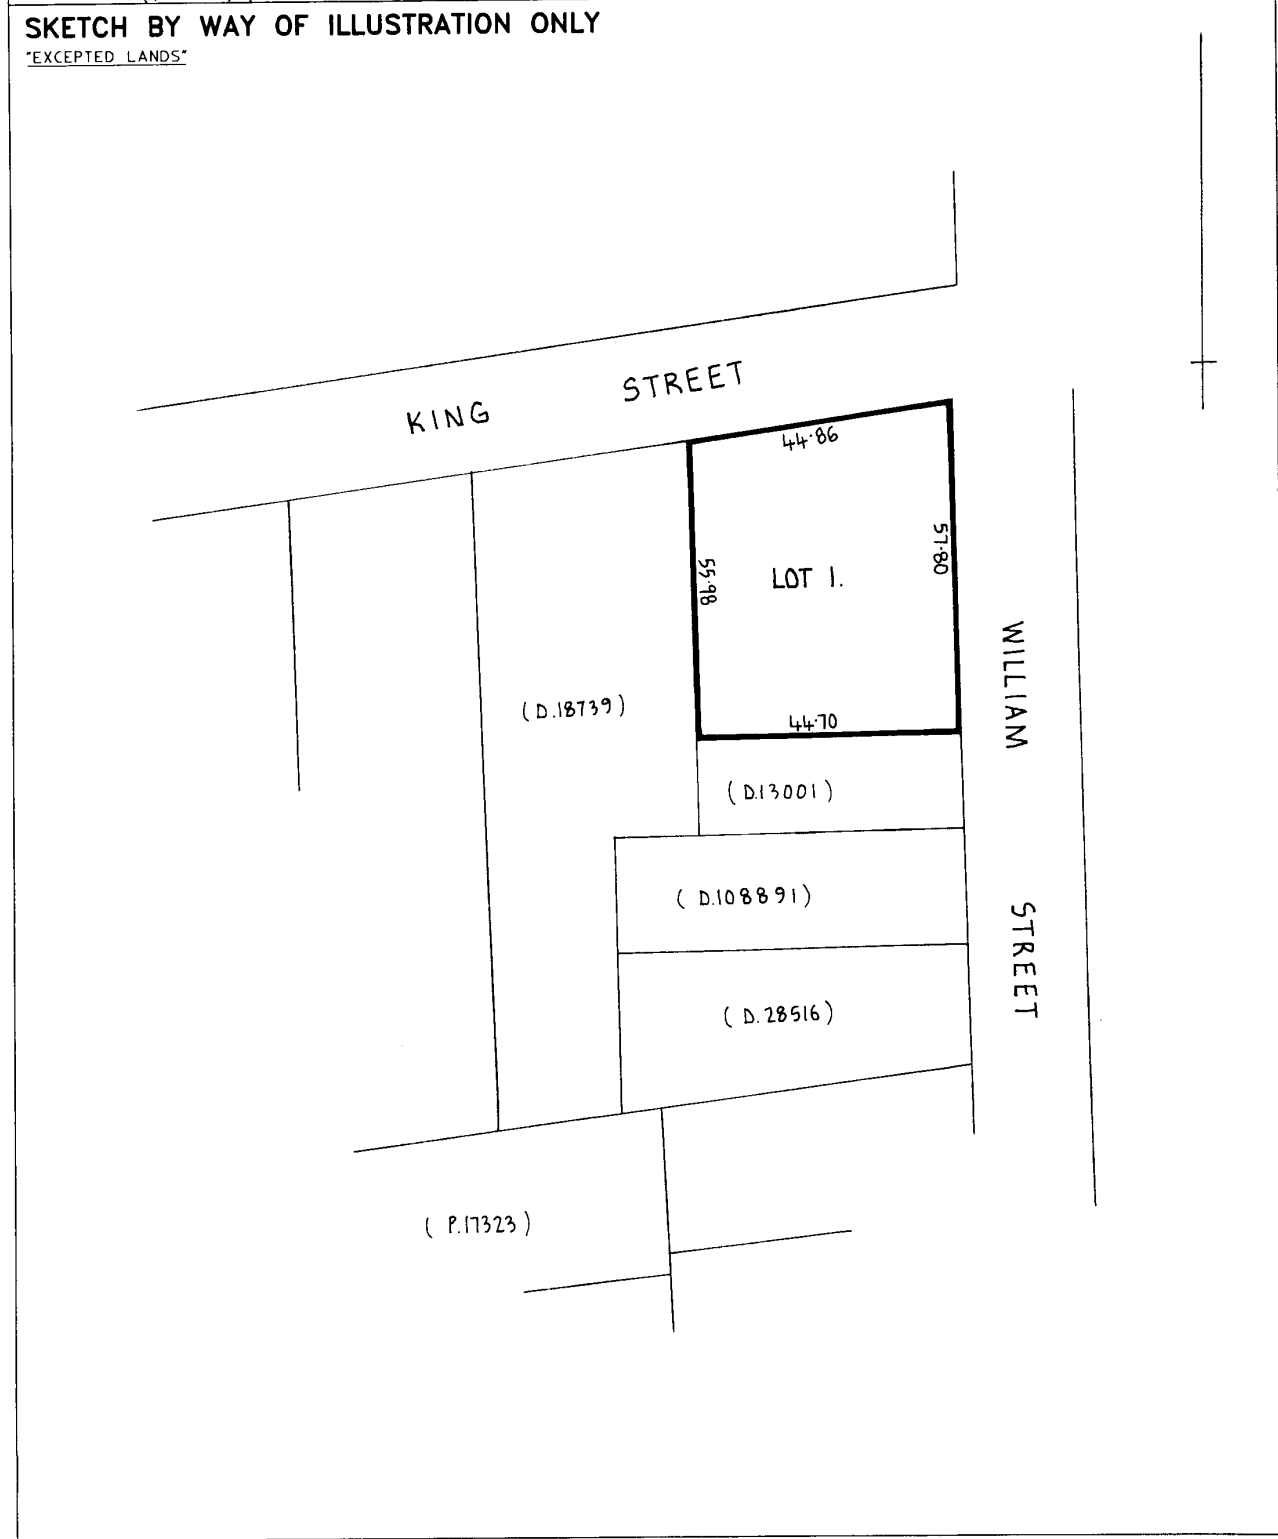 SKETCH BY WAY OF ILLUSTRATION ONLY
"EXCEPTED LANDS"
KING STREET
44·86
57·80
55·98
LOT 1.
WILLIAM STREET
(D.18739)
44·70
(D.13001)
(D.108891)
(D.28516)
(P.17323)